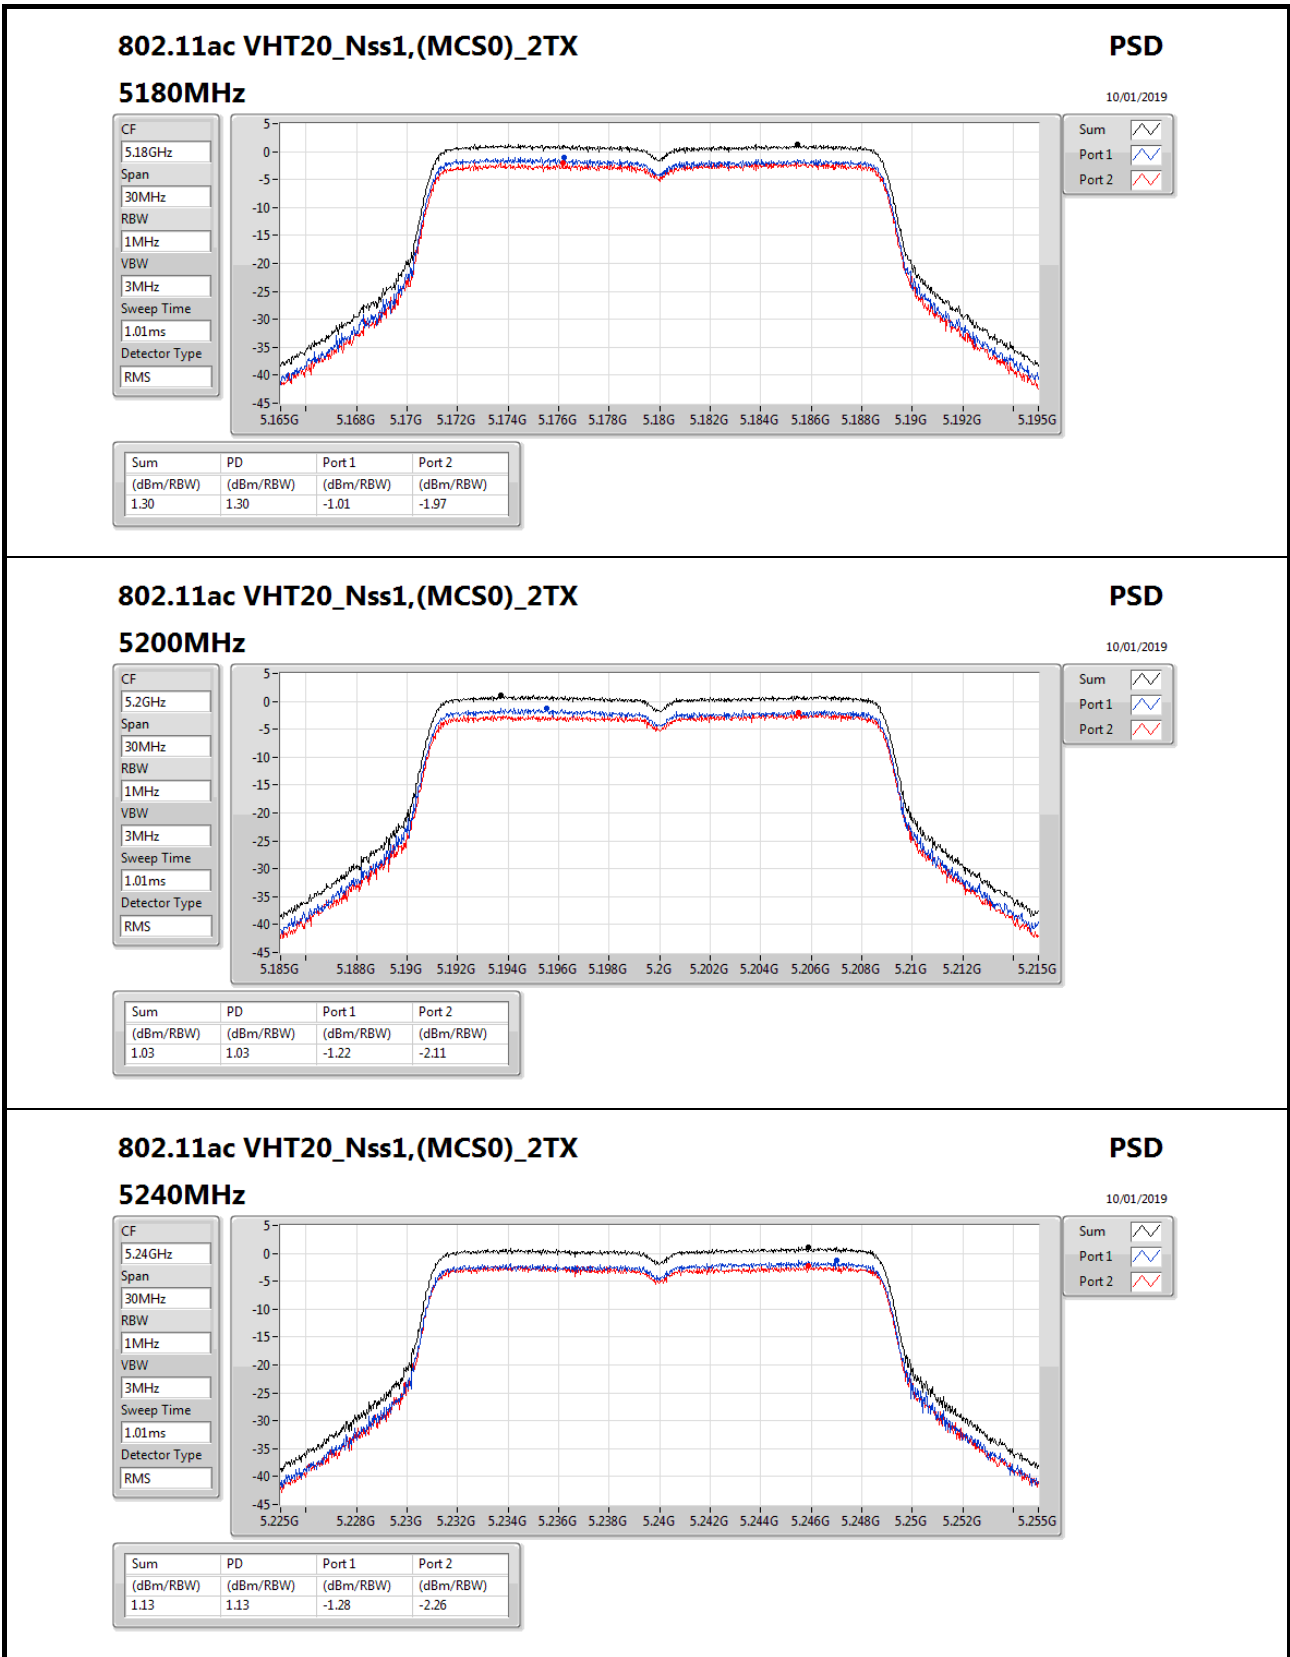 802.11ac VHT20_Nss1,(MCS0)_2TX PSD
5180MHz 10/01/2019
CF
5.18GHz
Span
30MHz
RBW
1MHz
VBW
3MHz
Sweep Time
1.01ms
Detector Type
RMS
5
0
-5
-10
-15
-20
-25
-30
-35
-40
-45
5.165G 5.168G 5.17G 5.172G 5.174G 5.176G 5.178G 5.18G 5.182G 5.184G 5.186G 5.188G 5.19G 5.192G 5.195G
Sum
Port 1
Port 2
Sum PD Port 1 Port 2
(dBm/RBW) (dBm/RBW) (dBm/RBW) (dBm/RBW)
1.30 1.30 -1.01 -1.97
802.11ac VHT20_Nss1,(MCS0)_2TX PSD
5200MHz 10/01/2019
CF
5.2GHz
Span
30MHz
RBW
1MHz
VBW
3MHz
Sweep Time
1.01ms
Detector Type
RMS
5
0
-5
-10
-15
-20
-25
-30
-35
-40
-45
5.185G 5.188G 5.19G 5.192G 5.194G 5.196G 5.198G 5.2G 5.202G 5.204G 5.206G 5.208G 5.21G 5.212G 5.215G
Sum
Port 1
Port 2
Sum PD Port 1 Port 2
(dBm/RBW) (dBm/RBW) (dBm/RBW) (dBm/RBW)
1.03 1.03 -1.22 -2.11
802.11ac VHT20_Nss1,(MCS0)_2TX PSD
5240MHz 10/01/2019
CF
5.24GHz
Span
30MHz
RBW
1MHz
VBW
3MHz
Sweep Time
1.01ms
Detector Type
RMS
5
0
-5
-10
-15
-20
-25
-30
-35
-40
-45
5.225G 5.228G 5.23G 5.232G 5.234G 5.236G 5.238G 5.24G 5.242G 5.244G 5.246G 5.248G 5.25G 5.252G 5.255G
Sum
Port 1
Port 2
Sum PD Port 1 Port 2
(dBm/RBW) (dBm/RBW) (dBm/RBW) (dBm/RBW)
1.13 1.13 -1.28 -2.26